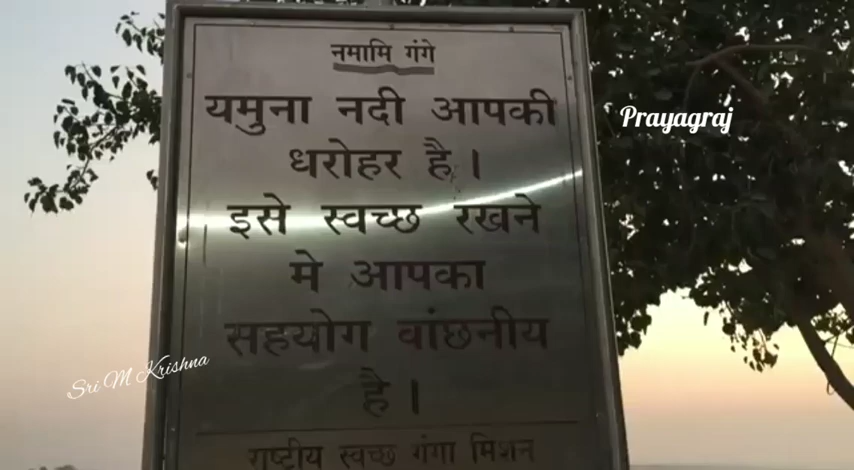 नमामि गंगे
यमुना नदी आपकी
धरोहर है।
इसे स्वच्छ रखने
मे आपका
सहयोग वांछनीय
है।
राष्टीय स्वच्छ गंगा मिशन
Prayagraj
Sri M Krishna